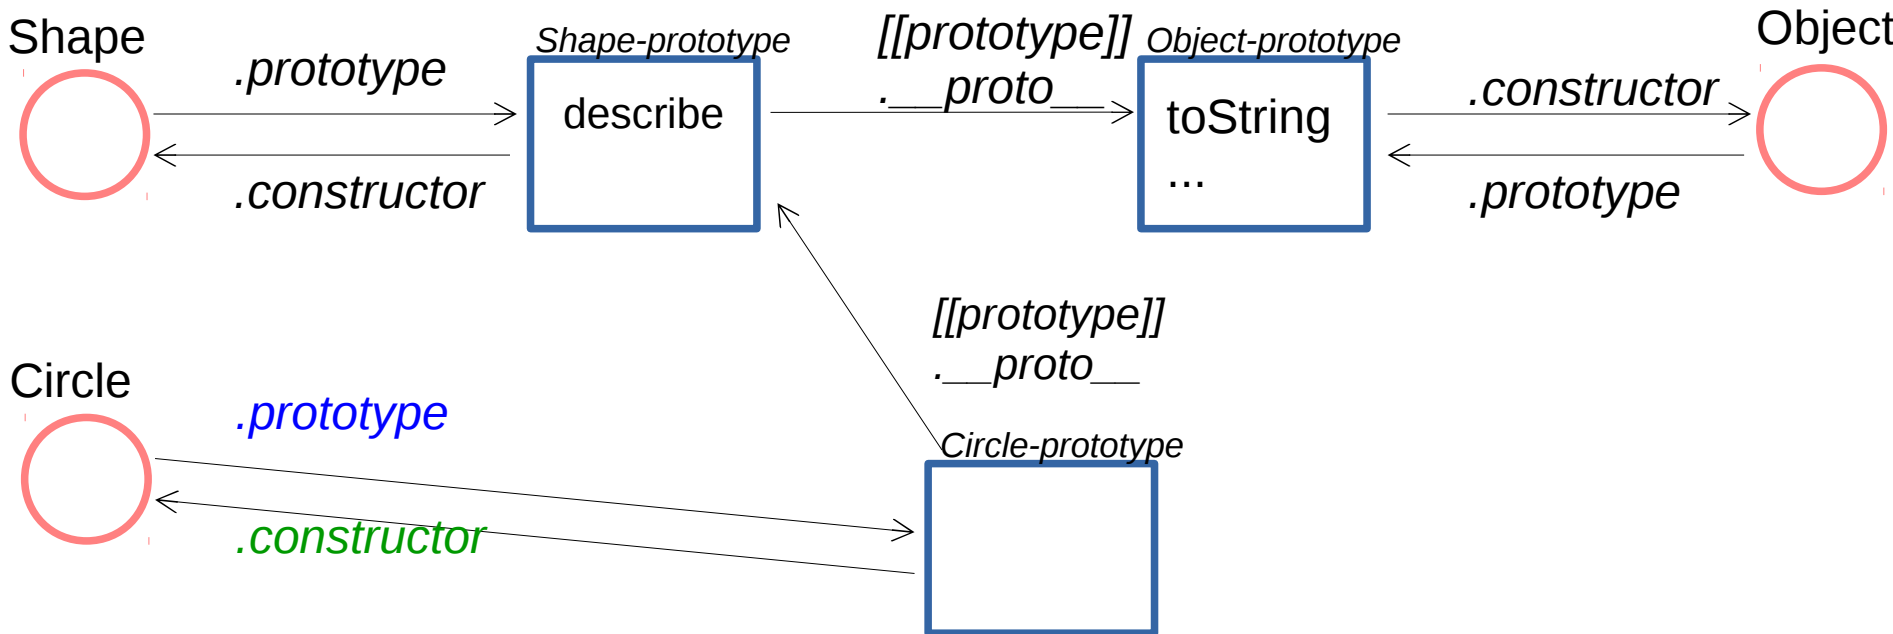 Shape
.prototype
.constructor
Shape-prototype
describe
[[prototype]]
.__proto__
Object-prototype
toString
...
.constructor
.prototype
Object
[[prototype]]
.__proto__
Circle
.prototype
.constructor
Circle-prototype